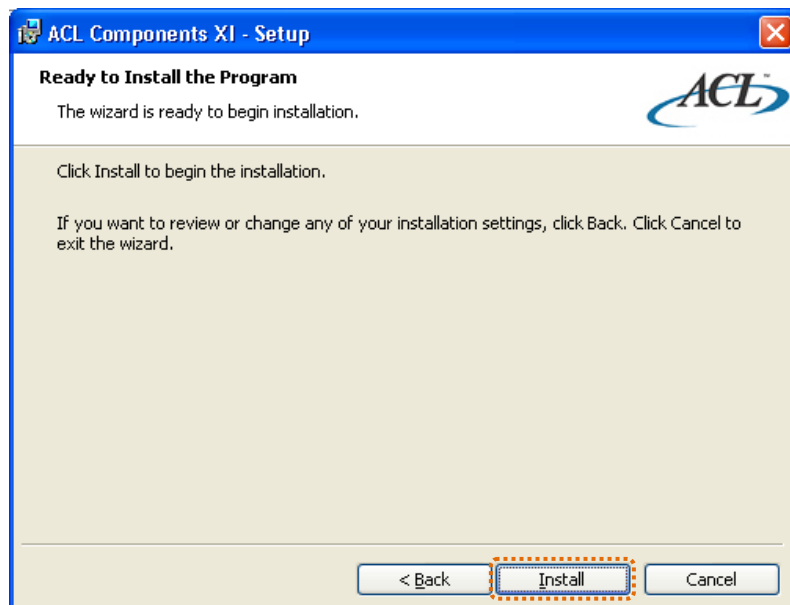 ACL Components XI - Setup
Ready to Install the Program
The wizard is ready to begin installation.
ACL™
Click Install to begin the installation.
If you want to review or change any of your installation settings, click Back. Click Cancel to
exit the wizard.
< Back
Install
Cancel